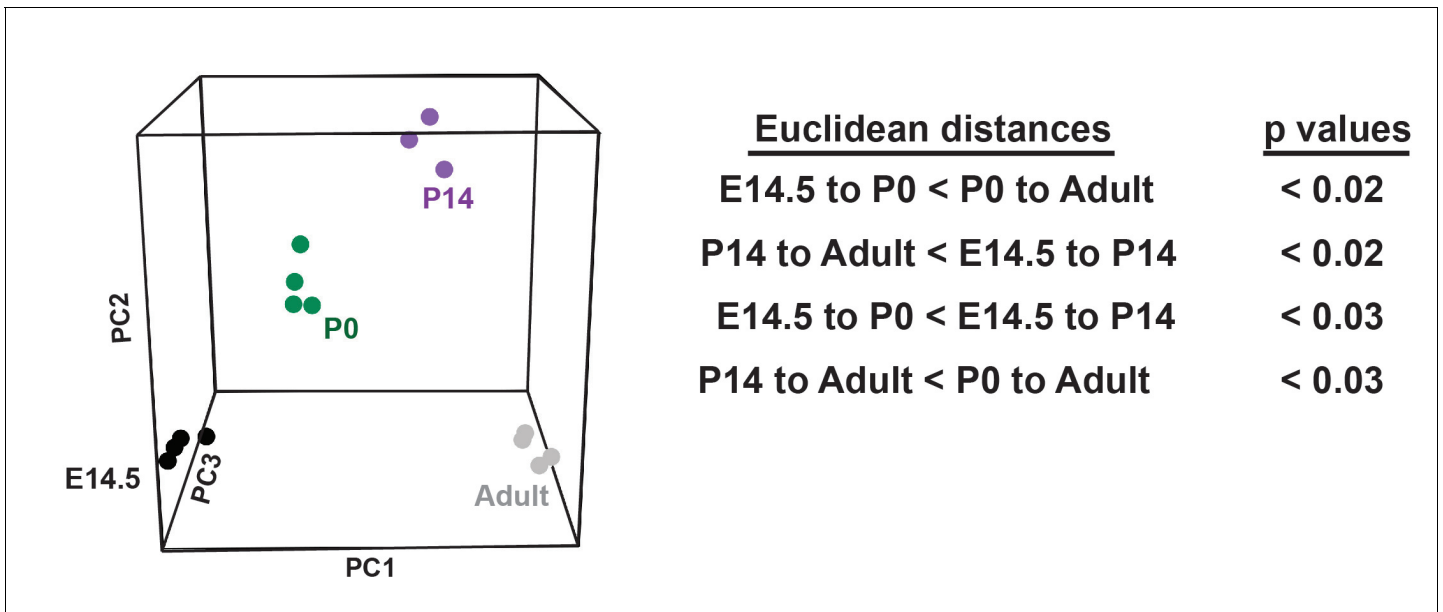 P14
P0
PC2
E14.5
PC3
Adult
PC1
Euclidean distances p values
E14.5 to P0 < P0 to Adult < 0.02
P14 to Adult < E14.5 to P14 < 0.02
E14.5 to P0 < E14.5 to P14 < 0.03
P14 to Adult < P0 to Adult < 0.03